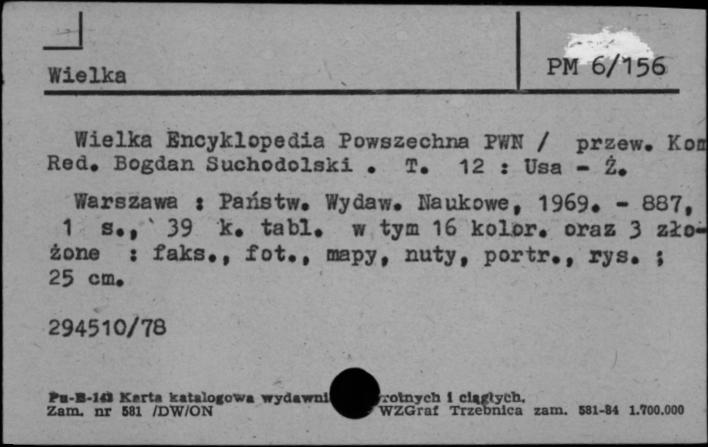 Wielka
PM 6/156
Wielka Encyklopedia Powszechna PWN / przew. Kom
Red. Bogdan Suchodolski . T. 12 : Usa - Ż.
Warszawa : Państw. Wydaw. Naukowe, 1969. - 887,
1 s., 39 k. tabl. w tym 16 kolor. oraz 3 zło-
żone : faks., fot., mapy, nuty, portr., rys. ;
25 cm.
294510/78
Pu-B-143 Karta katalogowa wydawni rotnych i ciągłych.
Zam. nr 581 /DW/ON WZGraf Trzebnica zam. 581-84 1.700.000